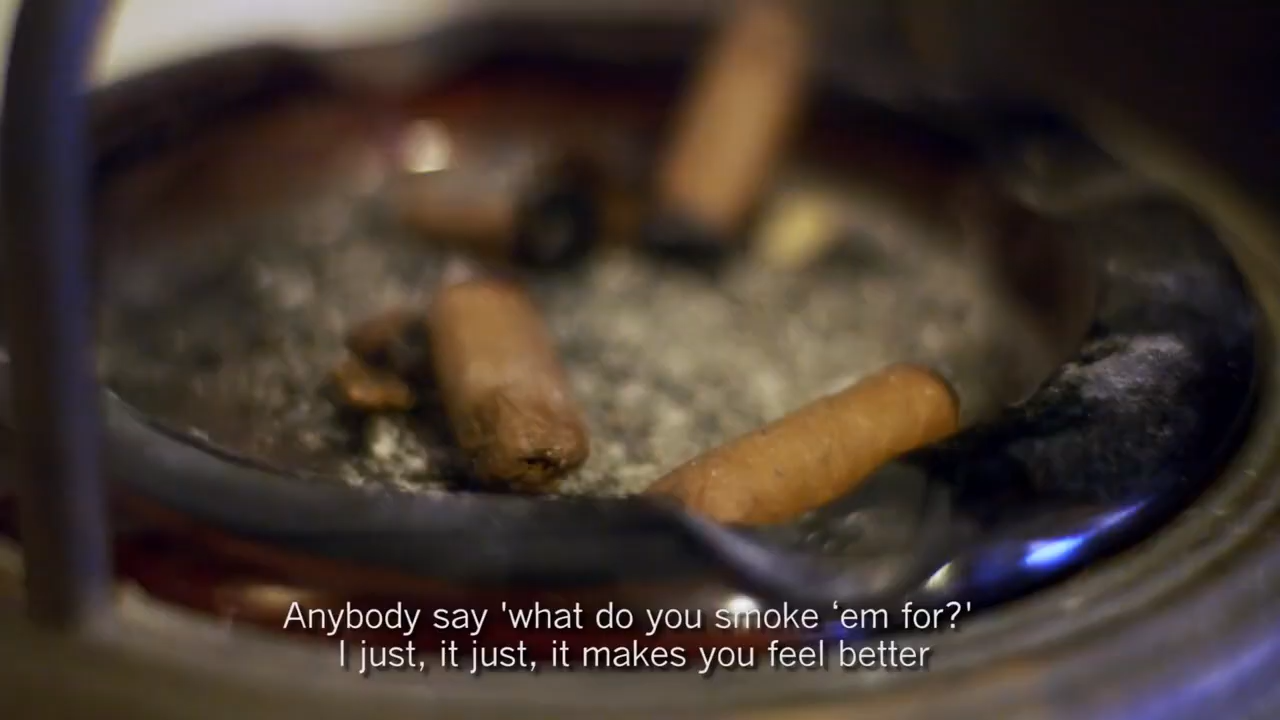 Anybody say 'what do you smoke ‘em for?'
I just, it just, it makes you feel better